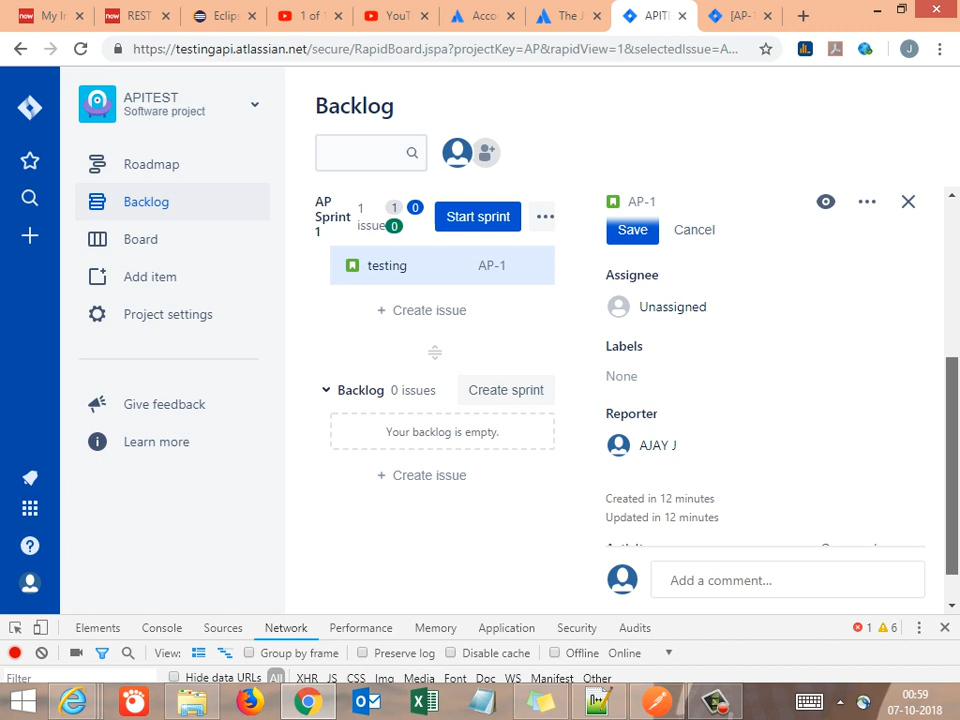 My In
REST
Eclip:
1 of 1
YouT
Acco
The J
APIT
[AP-
https://testingapi.atlassian.net/secure/RapidBoard.jspa?projectKey=AP&rapidView=1&selectedIssue=A...
J
APITEST
Software project
Roadmap
Backlog
Board
Add item
Project settings
Give feedback
Learn more
Backlog
AP Sprint 1
1 issue
1
0
0
Start sprint
testing
AP-1
+ Create issue
Backlog 0 issues
Create sprint
Your backlog is empty.
+ Create issue
AP-1
Save
Cancel
Assignee
Unassigned
Labels
None
Reporter
AJAY J
Created in 12 minutes
Updated in 12 minutes
Add a comment...
Elements Console Sources Network Performance Memory Application Security Audits
1 6
View: Group by frame Preserve log Disable cache Offline Online
Filter
Hide data URLs All XHR JS CSS Img Media Font Doc WS Manifest Other
00:59
07-10-2018